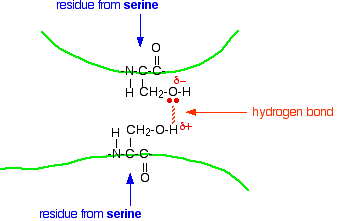 residue from serine
O
-N-C-C-
δ−
H CH2-O-H
hydrogen bond
H CH2-O-H δ+
-N-C-C-
O
residue from serine